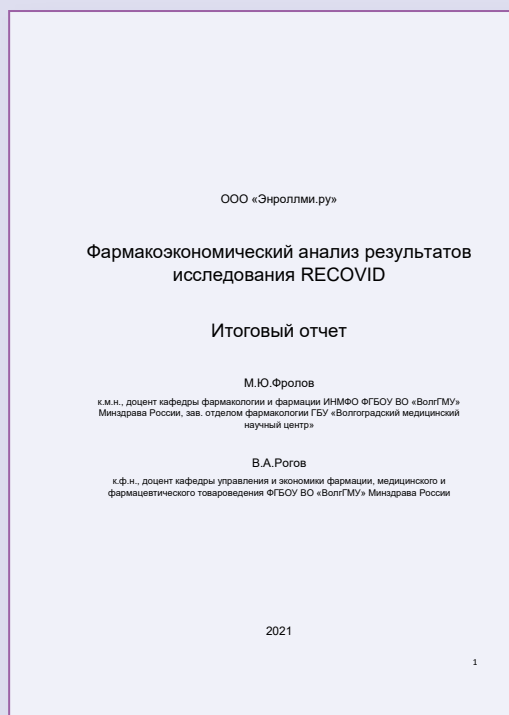 ООО «Энроллми.ру»
Фармакоэкономический анализ результатов
исследования RECOVID
Итоговый отчет
М.Ю.Фролов
к.м.н., доцент кафедры фармакологии и фармации ИНМФО ФГБОУ ВО «ВолгГМУ»
Минздрава России, зав. отделом фармакологии ГБУ «Волгоградский медицинский
научный центр»
В.А.Рогов
к.ф.н., доцент кафедры управления и экономики фармации, медицинского и
фармацевтического товароведения ФГБОУ ВО «ВолгГМУ» Минздрава России
2021
1